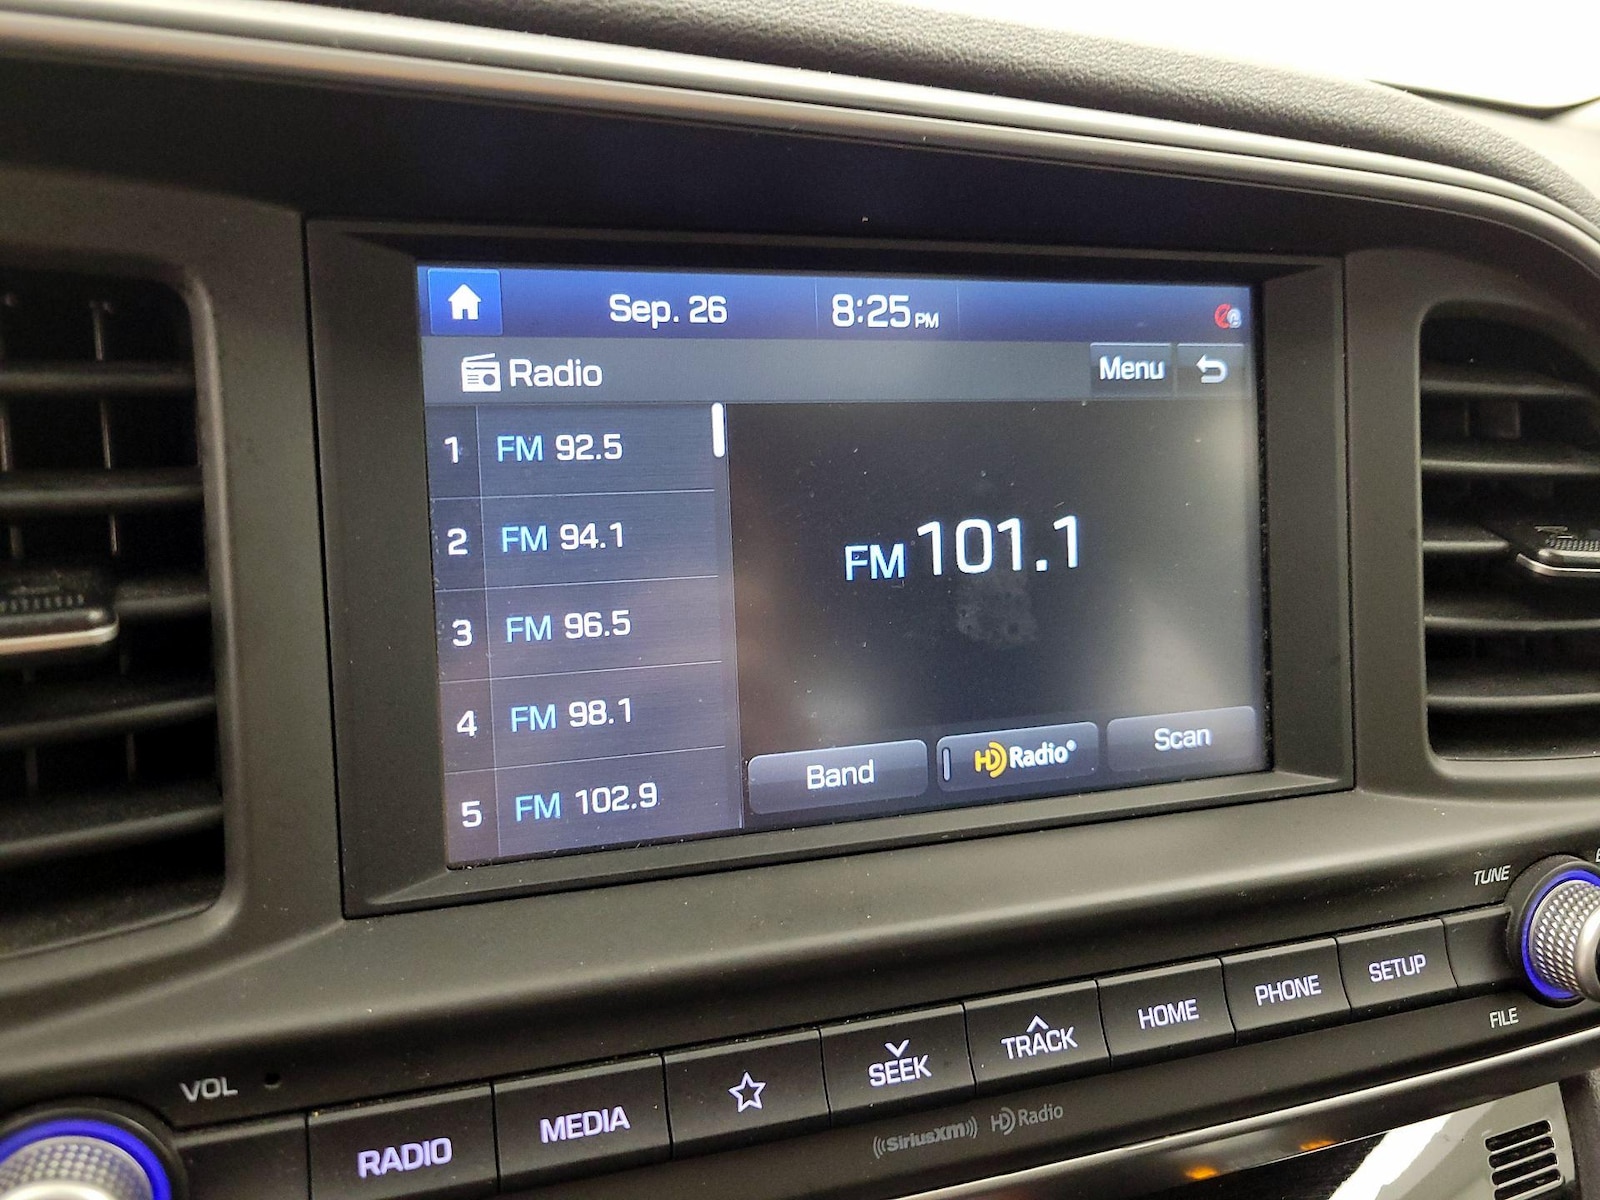 Sep. 26 8:25 PM
Radio Menu
1 FM 92.5
2 FM 94.1
3 FM 96.5
4 FM 98.1
5 FM 102.9
FM 101.1
Band HD Radio® Scan
TUNE
FILE
VOL
RADIO MEDIA SEEK TRACK HOME PHONE SETUP
((SiriusXM)) HD Radio